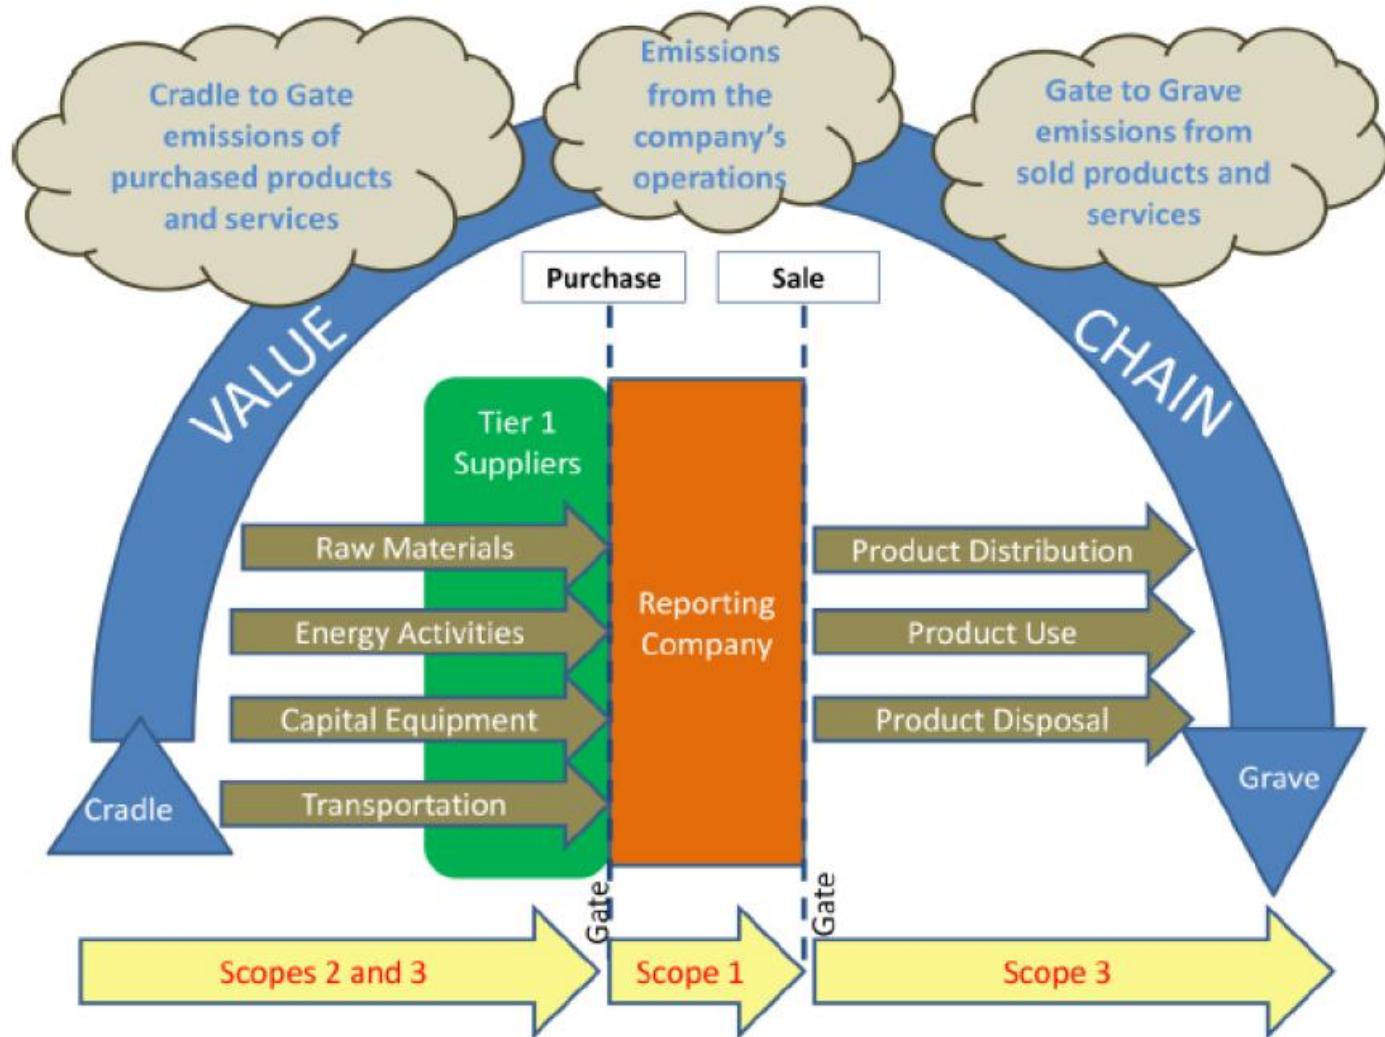 Cradle to Gate
emissions of
purchased products
and services
Emissions
from the
company's
operations
Gate to Grave
emissions from
sold products and
services
VALUE
CHAIN
Purchase
Sale
Tier 1
Suppliers
Raw Materials
Energy Activities
Capital Equipment
Transportation
Reporting
Company
Product Distribution
Product Use
Product Disposal
Cradle
Grave
Gate
Gate
Scopes 2 and 3
Scope 1
Scope 3